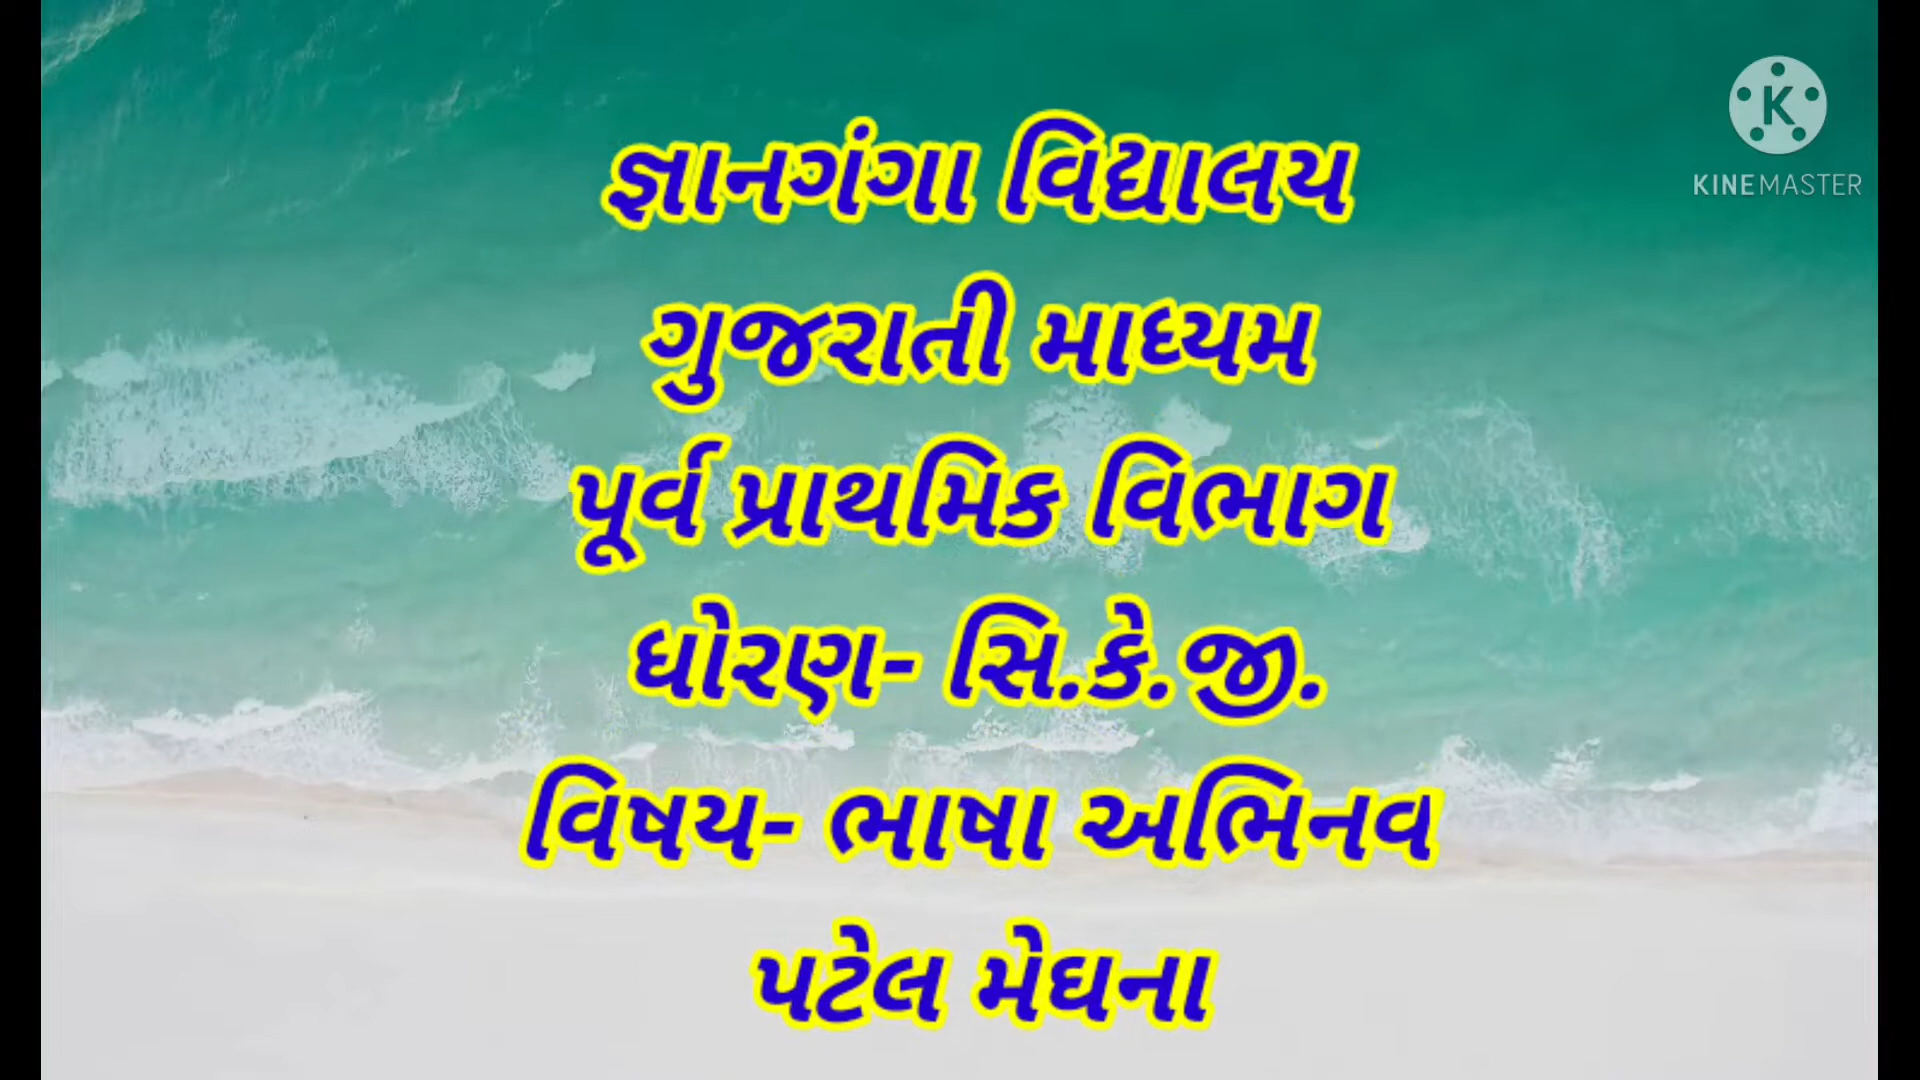 જ્ઞાનગંગા વિદ્યાલય
ગુજરાતી માધ્યમ
પૂર્વ પ્રાથમિક વિભાગ
ધોરણ- સિ.કે.જી.
વિષય- ભાષા અભિનવ
પટેલ મેઘના
K
KINEMASTER